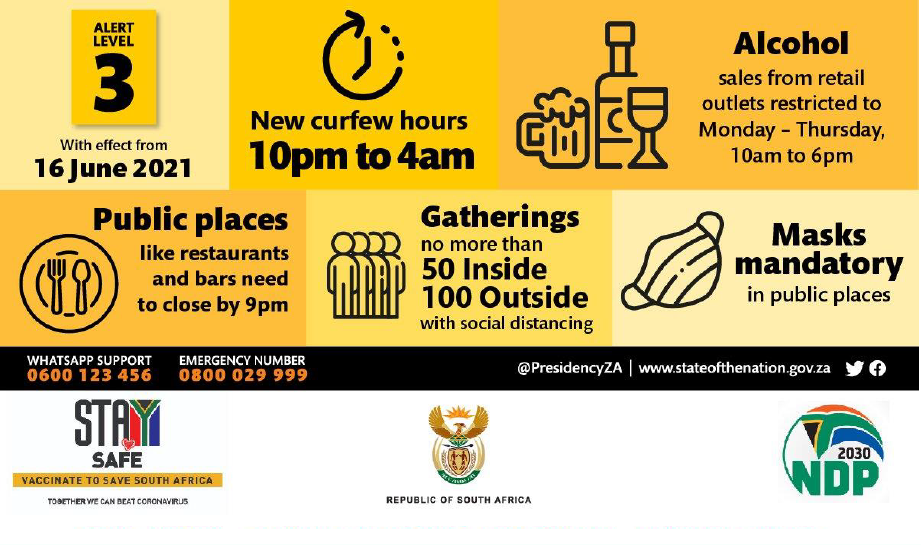 ALERT
LEVEL
3
With effect from
16 June 2021
New curfew hours
10pm to 4am
Alcohol
sales from retail
outlets restricted to
Monday – Thursday,
10am to 6pm
Public places
like restaurants
and bars need
to close by 9pm
Gatherings
no more than
50 Inside
100 Outside
with social distancing
Masks
mandatory
in public places
WHATSAPP SUPPORT
0600 123 456
EMERGENCY NUMBER
0800 029 999
@PresidencyZA | www.stateofthenation.gov.za
STAY
SAFE
VACCINATE TO SAVE SOUTH AFRICA
TOGETHER WE CAN BEAT CORONAVIRUS
REPUBLIC OF SOUTH AFRICA
2030
NDP